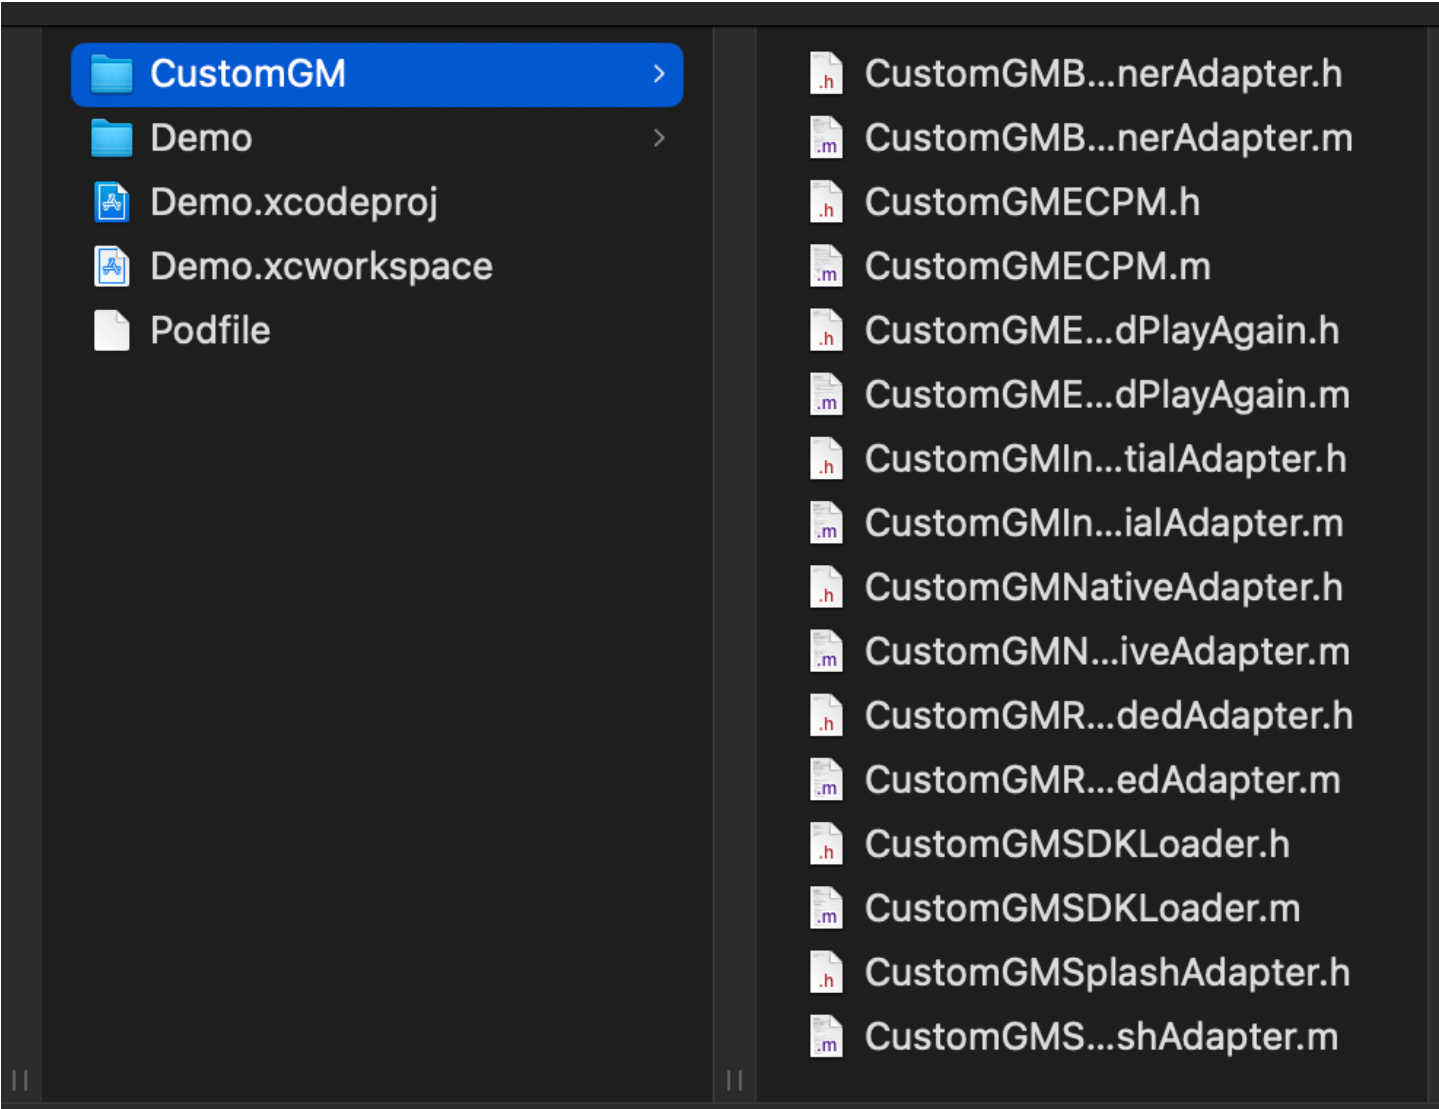 CustomGM
Demo
Demo.xcodeproj
Demo.xcworkspace
Podfile
CustomGMB...nerAdapter.h
CustomGMB...nerAdapter.m
CustomGMECPM.h
CustomGMECPM.m
CustomGME...dPlayAgain.h
CustomGME...dPlayAgain.m
CustomGMIn...tialAdapter.h
CustomGMIn...ialAdapter.m
CustomGMNativeAdapter.h
CustomGMN...iveAdapter.m
CustomGMR...dedAdapter.h
CustomGMR...edAdapter.m
CustomGMSDKLoader.h
CustomGMSDKLoader.m
CustomGMSplashAdapter.h
CustomGMS...shAdapter.m